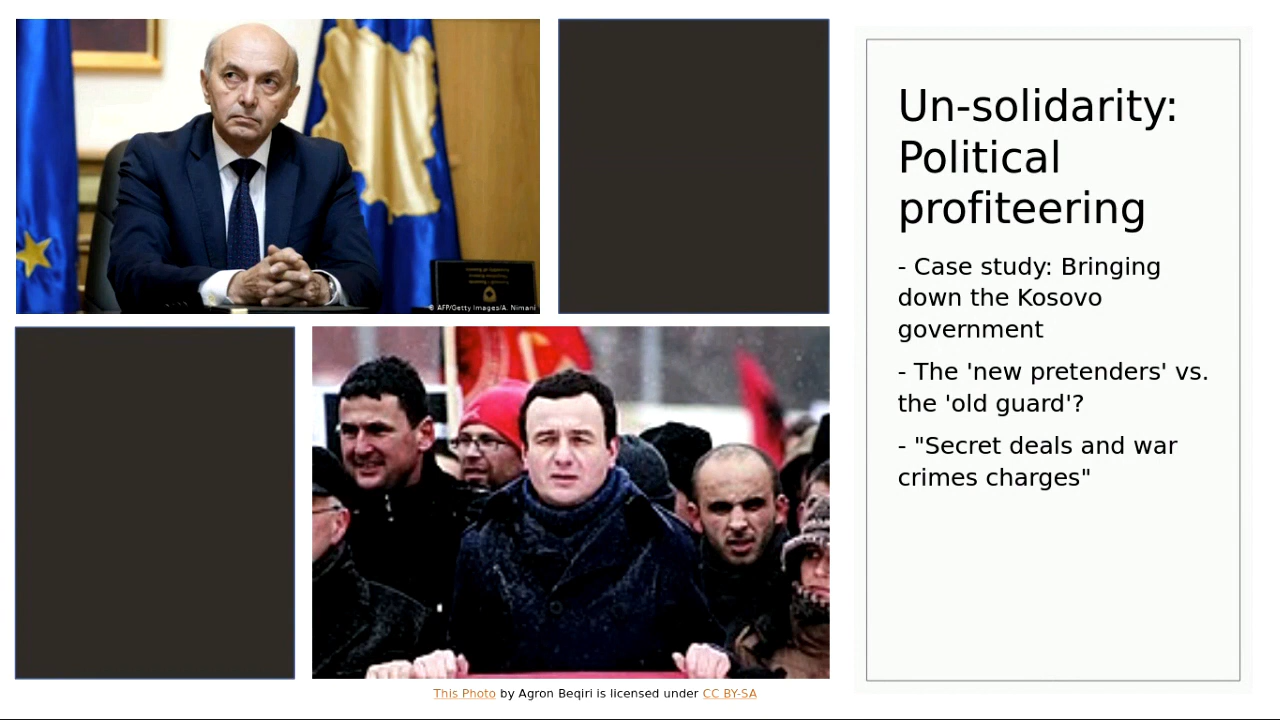 © AFP/Getty Images/A. Nimani
Un-solidarity:
Political
profiteering
- Case study: Bringing
down the Kosovo
government
- The 'new pretenders' vs.
the 'old guard'?
- "Secret deals and war
crimes charges"
This Photo by Agron Beqiri is licensed under CC BY-SA